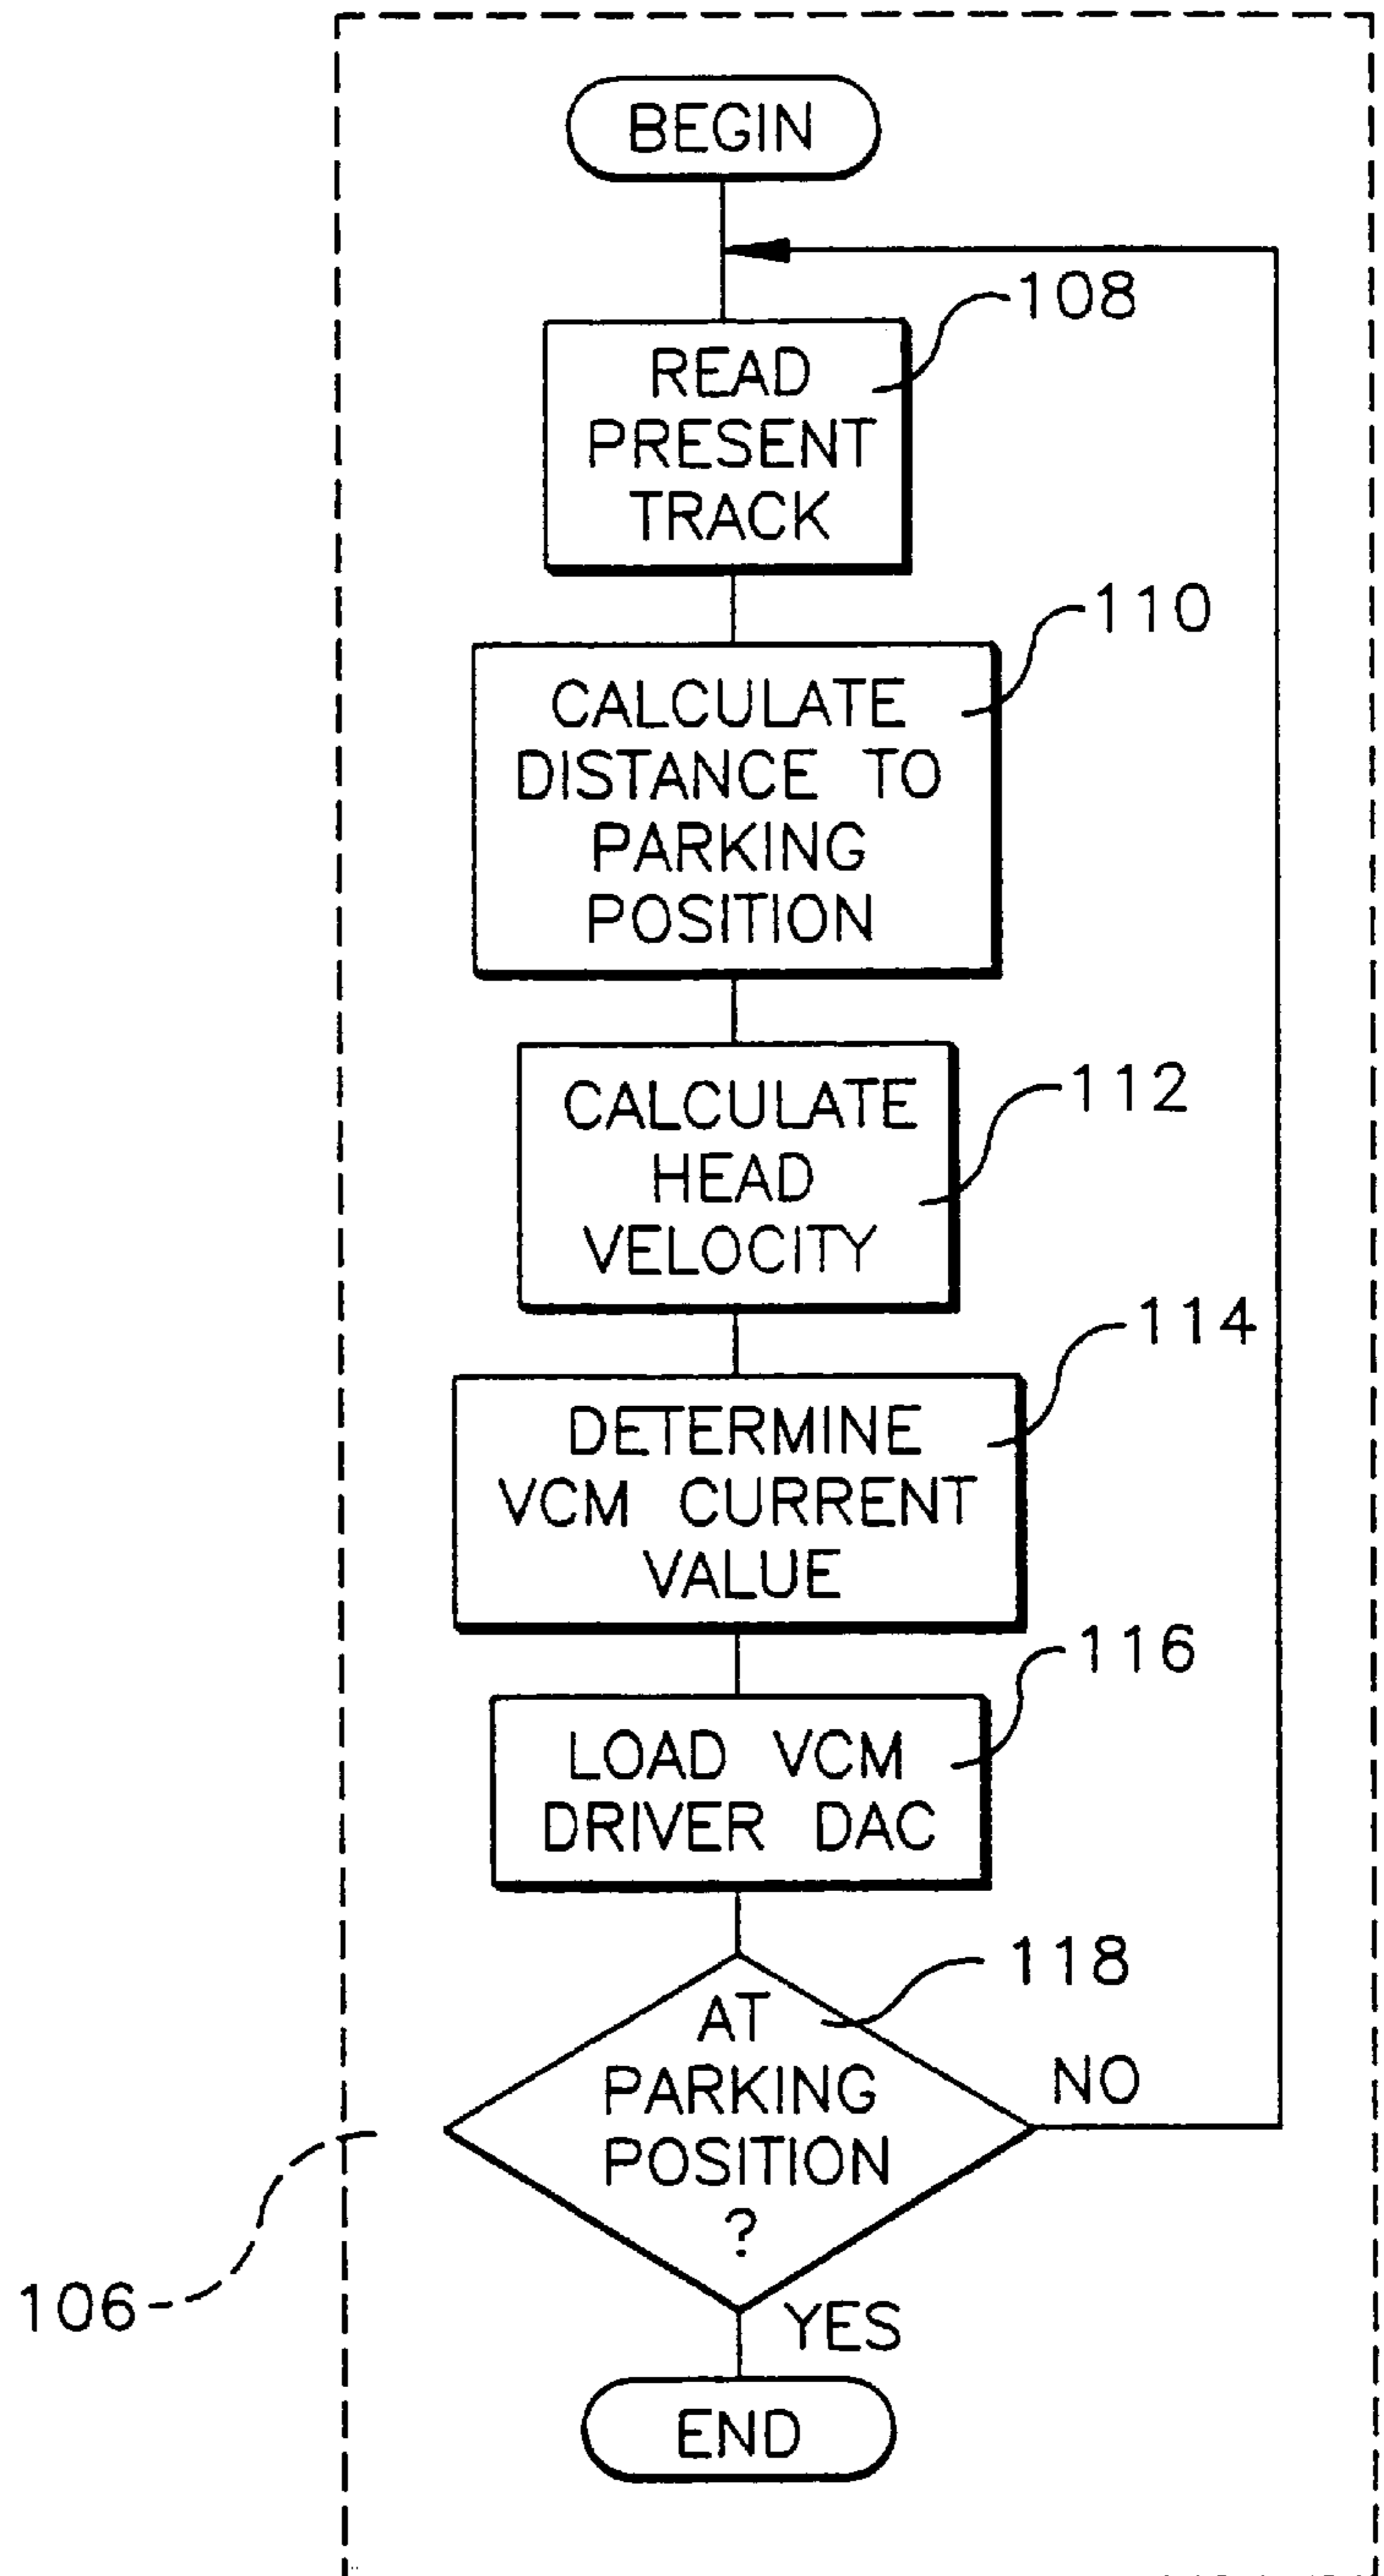 BEGIN
108
READ
PRESENT
TRACK
110
CALCULATE
DISTANCE TO
PARKING
POSITION
112
CALCULATE
HEAD
VELOCITY
114
DETERMINE
VCM CURRENT
VALUE
116
LOAD VCM
DRIVER DAC
118
AT
PARKING
POSITION
?
NO
106
YES
END